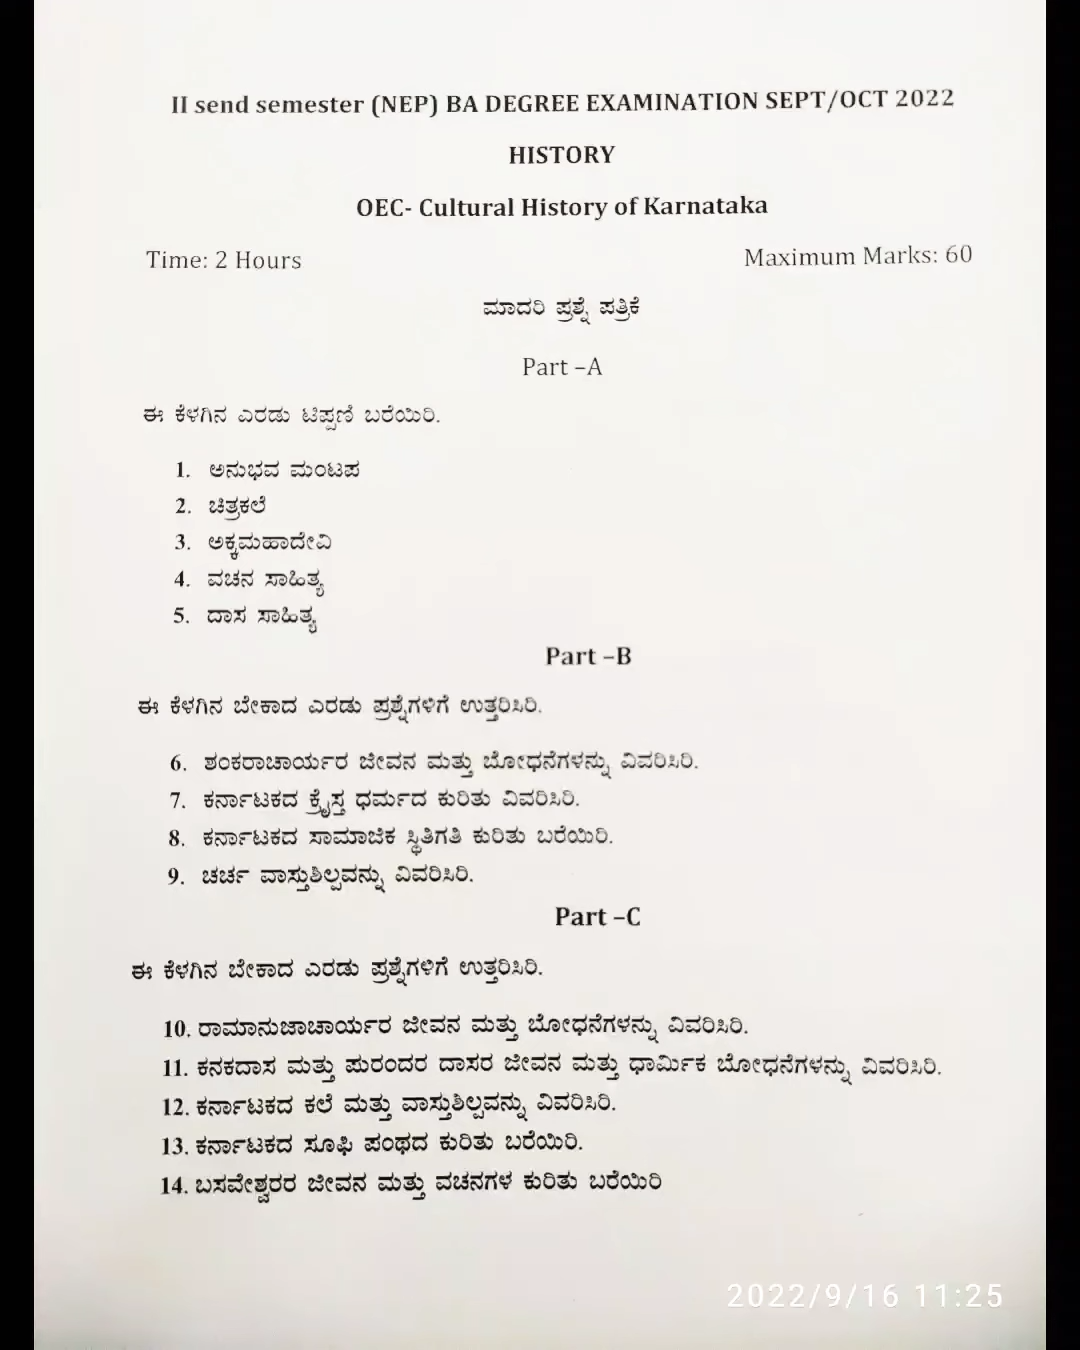 II send semester (NEP) BA DEGREE EXAMINATION SEPT/OCT 2022
HISTORY
OEC- Cultural History of Karnataka
Time: 2 Hours Maximum Marks: 60
ಮಾದರಿ ಪ್ರಶ್ನೆ ಪತ್ರಿಕೆ
Part –A
ಈ ಕೆಳಗಿನ ಎರಡು ಟಿಪ್ಪಣಿ ಬರೆಯಿರಿ.
1. ಅನುಭವ ಮಂಟಪ
2. ಚಿತ್ರಕಲೆ
3. ಅಕ್ಕಮಹಾದೇವಿ
4. ವಚನ ಸಾಹಿತ್ಯ
5. ದಾಸ ಸಾಹಿತ್ಯ
Part –B
ಈ ಕೆಳಗಿನ ಬೇಕಾದ ಎರಡು ಪ್ರಶ್ನೆಗಳಿಗೆ ಉತ್ತರಿಸಿರಿ.
6. ಶಂಕರಾಚಾರ್ಯರ ಜೀವನ ಮತ್ತು ಬೋಧನೆಗಳನ್ನು ವಿವರಿಸಿರಿ.
7. ಕರ್ನಾಟಕದ ಕ್ರೈಸ್ತ ಧರ್ಮದ ಕುರಿತು ವಿವರಿಸಿರಿ.
8. ಕರ್ನಾಟಕದ ಸಾಮಾಜಿಕ ಸ್ಥಿತಿಗತಿ ಕುರಿತು ಬರೆಯಿರಿ.
9. ಚರ್ಚ ವಾಸ್ತುಶಿಲ್ಪವನ್ನು ವಿವರಿಸಿರಿ.
Part –C
ಈ ಕೆಳಗಿನ ಬೇಕಾದ ಎರಡು ಪ್ರಶ್ನೆಗಳಿಗೆ ಉತ್ತರಿಸಿರಿ.
10. ರಾಮಾನುಜಾಚಾರ್ಯರ ಜೀವನ ಮತ್ತು ಬೋಧನೆಗಳನ್ನು ವಿವರಿಸಿರಿ.
11. ಕನಕದಾಸ ಮತ್ತು ಪುರಂದರ ದಾಸರ ಜೀವನ ಮತ್ತು ಧಾರ್ಮಿಕ ಬೋಧನೆಗಳನ್ನು ವಿವರಿಸಿರಿ.
12. ಕರ್ನಾಟಕದ ಕಲೆ ಮತ್ತು ವಾಸ್ತುಶಿಲ್ಪವನ್ನು ವಿವರಿಸಿರಿ.
13. ಕರ್ನಾಟಕದ ಸೂಫಿ ಪಂಥದ ಕುರಿತು ಬರೆಯಿರಿ.
14. ಬಸವೇಶ್ವರರ ಜೀವನ ಮತ್ತು ವಚನಗಳ ಕುರಿತು ಬರೆಯಿರಿ
2022/9/16 11:25